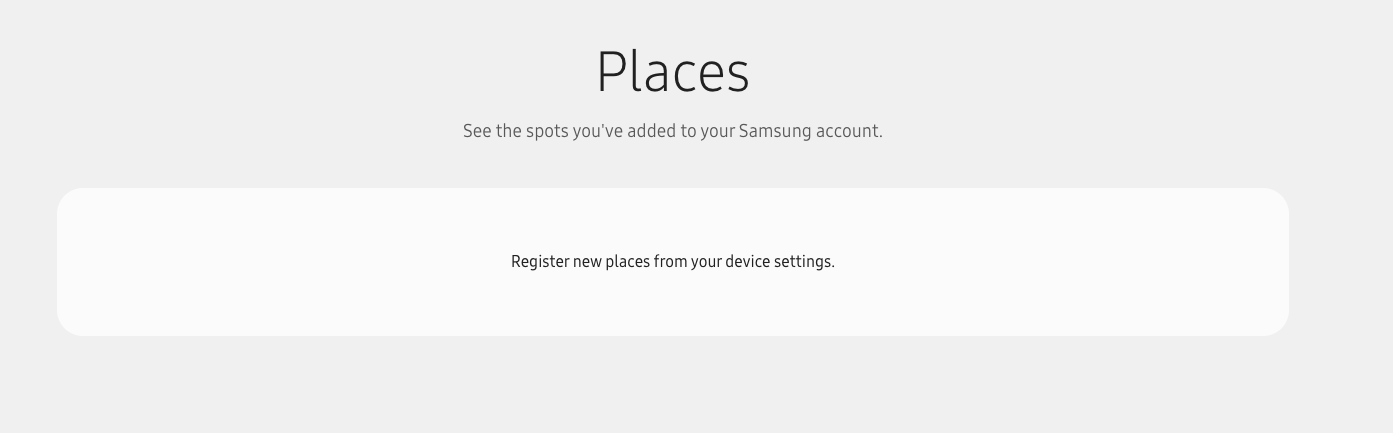 Places
See the spots you've added to your Samsung account.
Register new places from your device settings.